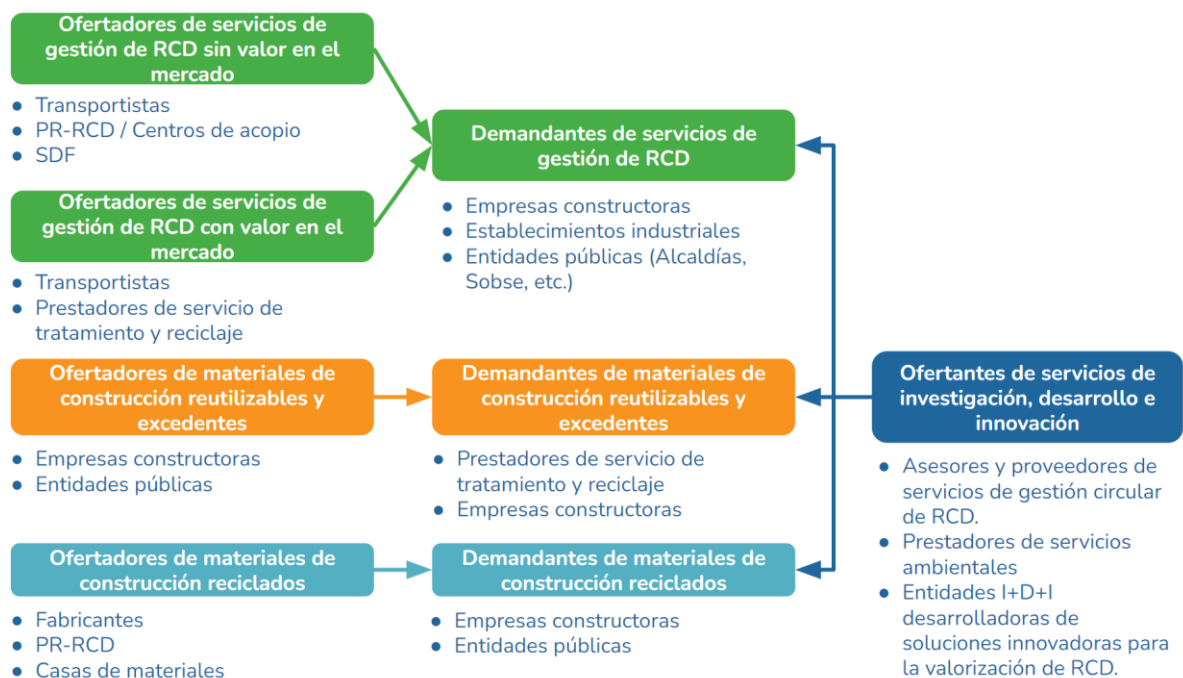 Ofertadores de servicios de
gestión de RCD sin valor en el
mercado
● Transportistas
● PR-RCD / Centros de acopio
● SDF
Ofertadores de servicios de
gestión de RCD con valor en el
mercado
● Transportistas
● Prestadores de servicio de
tratamiento y reciclaje
Demandantes de servicios de
gestión de RCD
● Empresas constructoras
● Establecimientos industriales
● Entidades públicas (Alcaldías,
Sobse, etc.)
Ofertadores de materiales de
construcción reutilizables y
excedentes
● Empresas constructoras
● Entidades públicas
Demandantes de materiales de
construcción reutilizables y
excedentes
● Prestadores de servicio de
tratamiento y reciclaje
● Empresas constructoras
Ofertadores de materiales de
construcción reciclados
● Fabricantes
● PR-RCD
● Casas de materiales
Demandantes de materiales de
construcción reciclados
● Empresas constructoras
● Entidades públicas
Ofertantes de servicios de
investigación, desarrollo e
innovación
● Asesores y proveedores de
servicios de gestión circular
de RCD.
● Prestadores de servicios
ambientales
● Entidades I+D+I
desarrolladoras de
soluciones innovadoras para
la valorización de RCD.